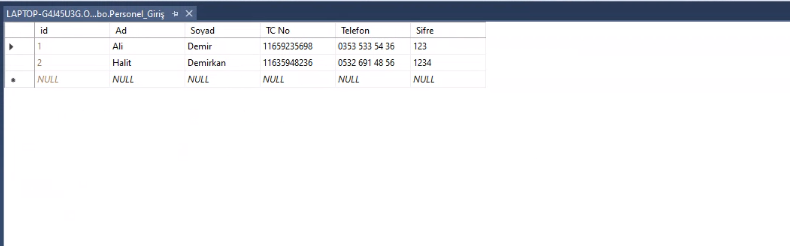 LAPTOP-G4J45U3G.O...bo.Personel_Giriş
id Ad Soyad TC No Telefon Sifre
1 Ali Demir 11659235698 0353 533 54 36 123
2 Halit Demirkan 11635948236 0532 691 48 56 1234
NULL NULL NULL NULL NULL NULL